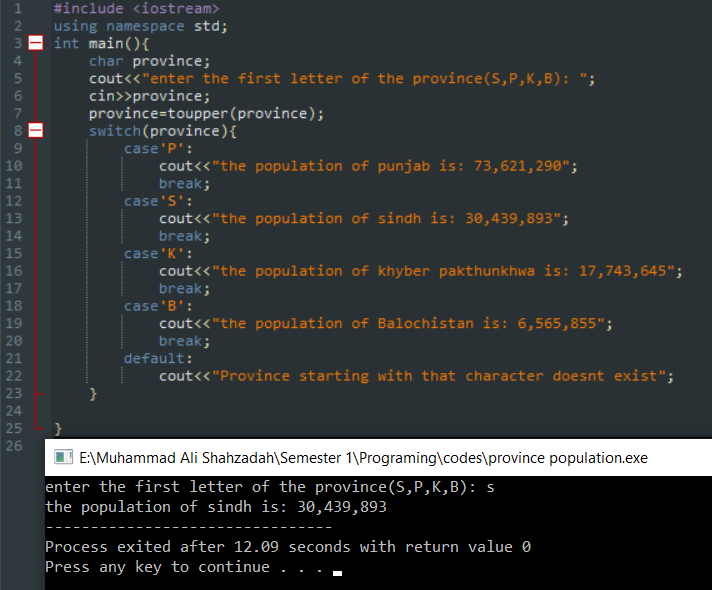 1 #include <iostream>
2 using namespace std;
3 int main(){
4 char province;
5 cout<<"enter the first letter of the province(S,P,K,B): ";
6 cin>>province;
7 province=toupper(province);
8 switch(province){
9 case'P':
10 cout<<"the population of punjab is: 73,621,290";
11 break;
12 case'S':
13 cout<<"the population of sindh is: 30,439,893";
14 break;
15 case'K':
16 cout<<"the population of khyber pakthunkhwa is: 17,743,645";
17 break;
18 case'B':
19 cout<<"the population of Balochistan is: 6,565,855";
20 break;
21 default:
22 cout<<"Province starting with that character doesnt exist";
23 }
24
25 }
26
E:\Muhammad Ali Shahzadah\Semester 1\Programing\codes\province population.exe
enter the first letter of the province(S,P,K,B): s
the population of sindh is: 30,439,893
--------------------------------
Process exited after 12.09 seconds with return value 0
Press any key to continue . . .